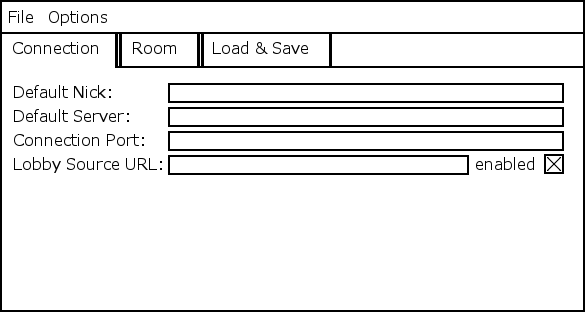 File Options
Connection Room Load & Save
Default Nick:
Default Server:
Connection Port:
Lobby Source URL: enabled